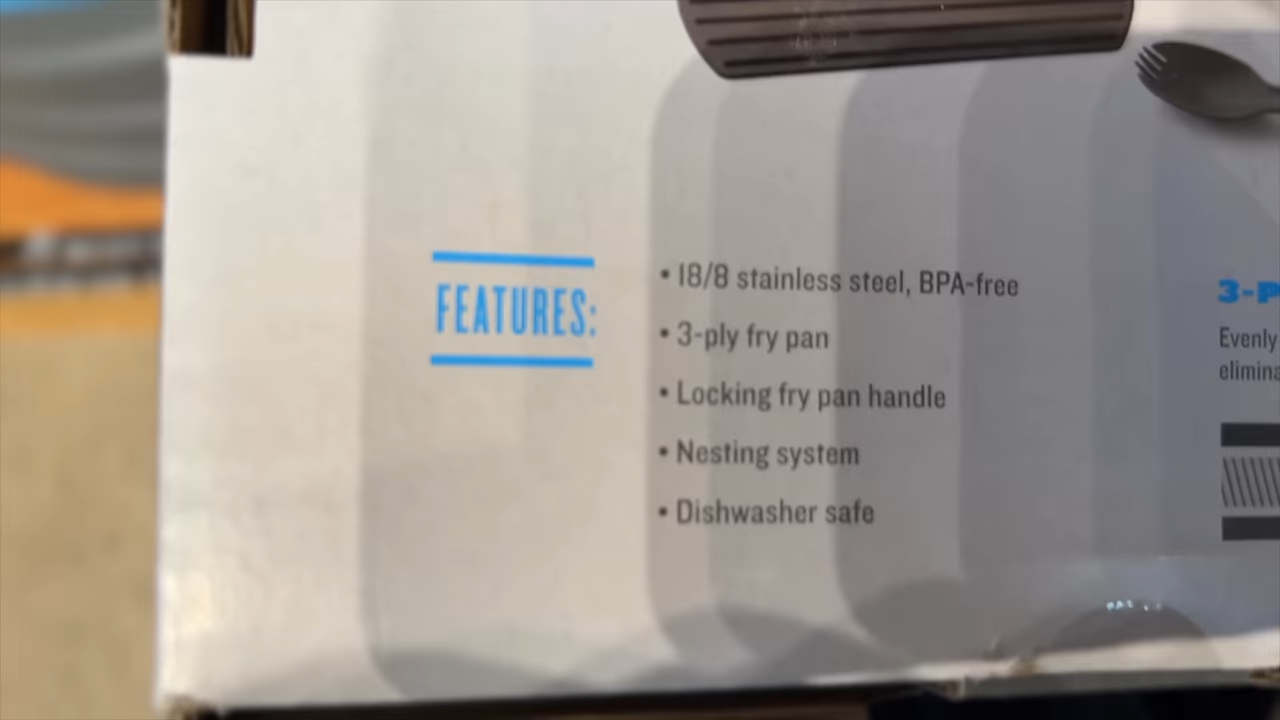 FEATURES:
• 18/8 stainless steel, BPA-free
• 3-ply fry pan
• Locking fry pan handle
• Nesting system
• Dishwasher safe
3-P
Evenly
elimina